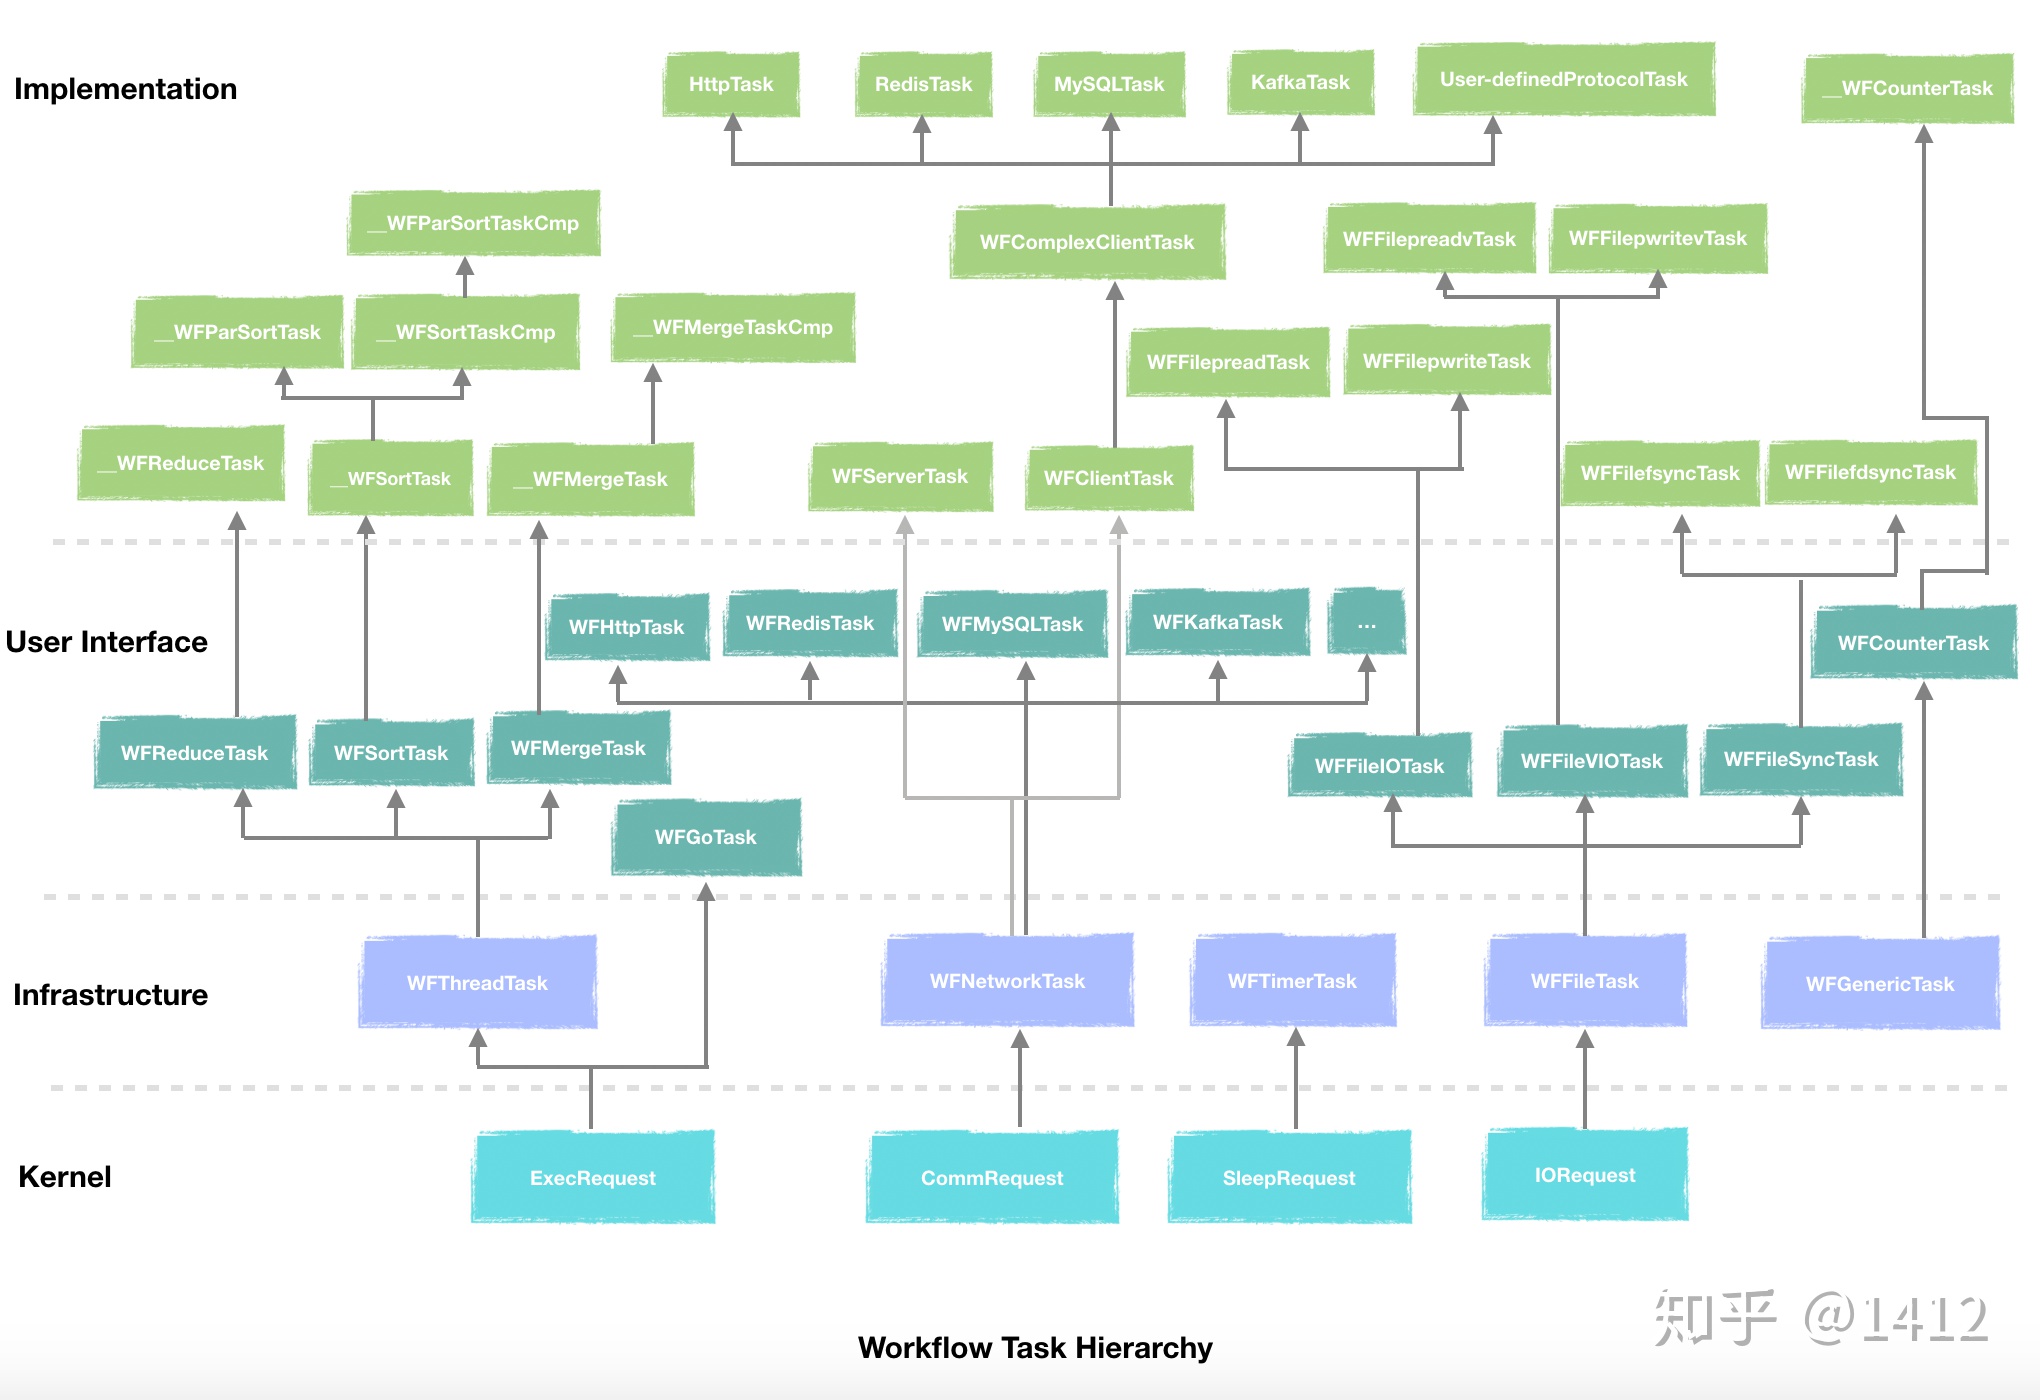 Implementation
HttpTask
RedisTask
MySQLTask
KafkaTask
User-definedProtocolTask
__WFCounterTask
__WFParSortTaskCmp
WFComplexClientTask
WFFilepreadvTask
WFFilepwritevTask
__WFParSortTask
__WFSortTaskCmp
__WFMergeTaskCmp
WFFilepreadTask
WFFilepwriteTask
__WFReduceTask
__WFSortTask
__WFMergeTask
WFServerTask
WFClientTask
WFFilefsyncTask
WFFilefdsyncTask
User Interface
WFHttpTask
WFRedisTask
WFMySQLTask
WFKafkaTask
...
WFCounterTask
WFReduceTask
WFSortTask
WFMergeTask
WFFileIOTask
WFFileVIOTask
WFFileSyncTask
WFGoTask
Infrastructure
WFThreadTask
WFNetworkTask
WFTimerTask
WFFileTask
WFGenericTask
Kernel
ExecRequest
CommRequest
SleepRequest
IORequest
知乎 @1412
Workflow Task Hierarchy